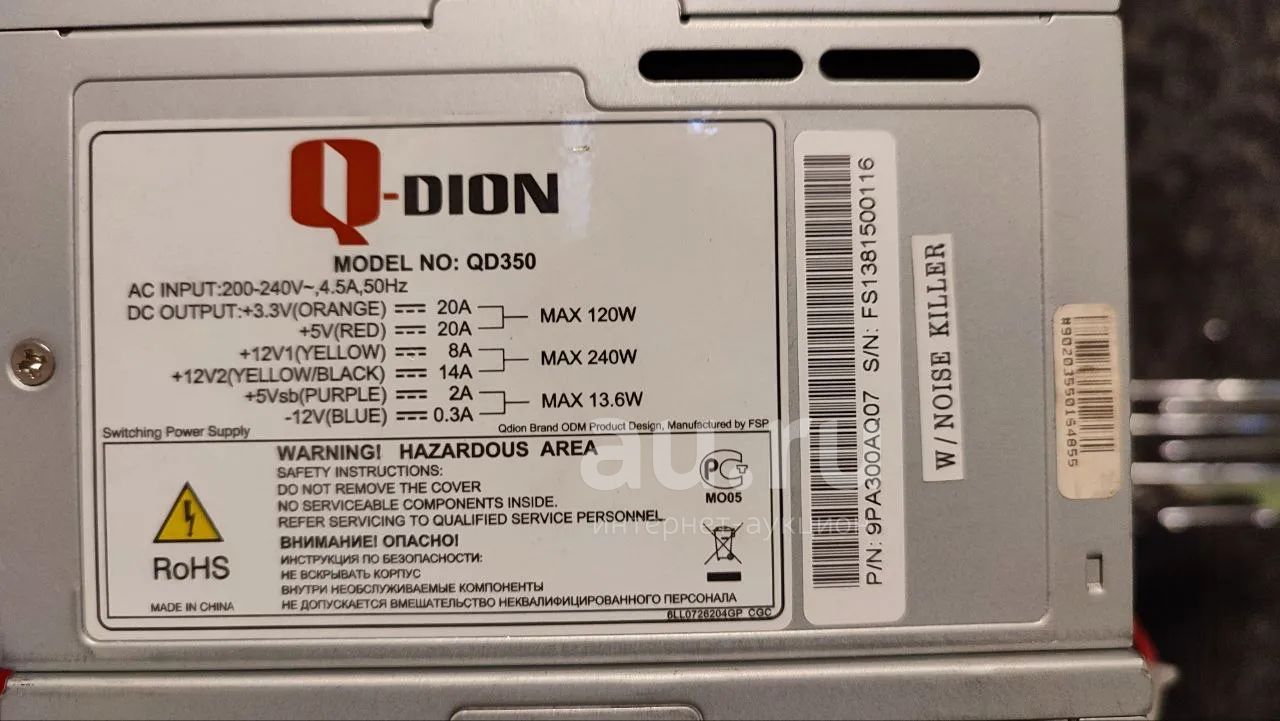 Q-DION
MODEL NO: QD350
AC INPUT:200-240V~,4.5A,50Hz
DC OUTPUT:+3.3V(ORANGE) 20A MAX 120W
+5V(RED) 20A
+12V1(YELLOW) 8A MAX 240W
+12V2(YELLOW/BLACK) 14A
+5Vsb(PURPLE) 2A MAX 13.6W
-12V(BLUE) 0.3A
Switching Power Supply
Qdion Brand ODM Product Design, Manufactured by FSP
WARNING! HAZARDOUS AREA
SAFETY INSTRUCTIONS:
DO NOT REMOVE THE COVER
NO SERVICEABLE COMPONENTS INSIDE.
REFER SERVICING TO QUALIFIED SERVICE PERSONNEL
ВНИМАНИЕ! ОПАСНО!
ИНСТРУКЦИЯ ПО БЕЗОПАСНОСТИ:
НЕ ВСКРЫВАТЬ КОРПУС
ВНУТРИ НЕОБСЛУЖИВАЕМЫЕ КОМПОНЕНТЫ
НЕ ДОПУСКАЕТСЯ ВМЕШАТЕЛЬСТВО НЕКВАЛИФИЦИРОВАННОГО ПЕРСОНАЛА
RoHS
MADE IN CHINA
РСТ
MO05
6LL0726204GP CGC
P/N: 9PA300AQ07 S/N: FS1381500116
W/NOISE KILLER
#90203550164855
au.ru
интернет-аукцион